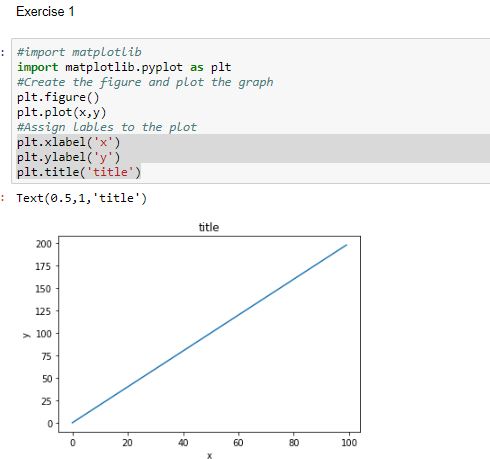 Exercise 1
: #import matplotlib
import matplotlib.pyplot as plt
#Create the figure and plot the graph
plt.figure()
plt.plot(x,y)
#Assign lables to the plot
plt.xlabel('x')
plt.ylabel('y')
plt.title('title')
: Text(0.5,1,'title')
title
200
175
150
125
100
75
50
25
0
y
0 20 40 60 80 100
x